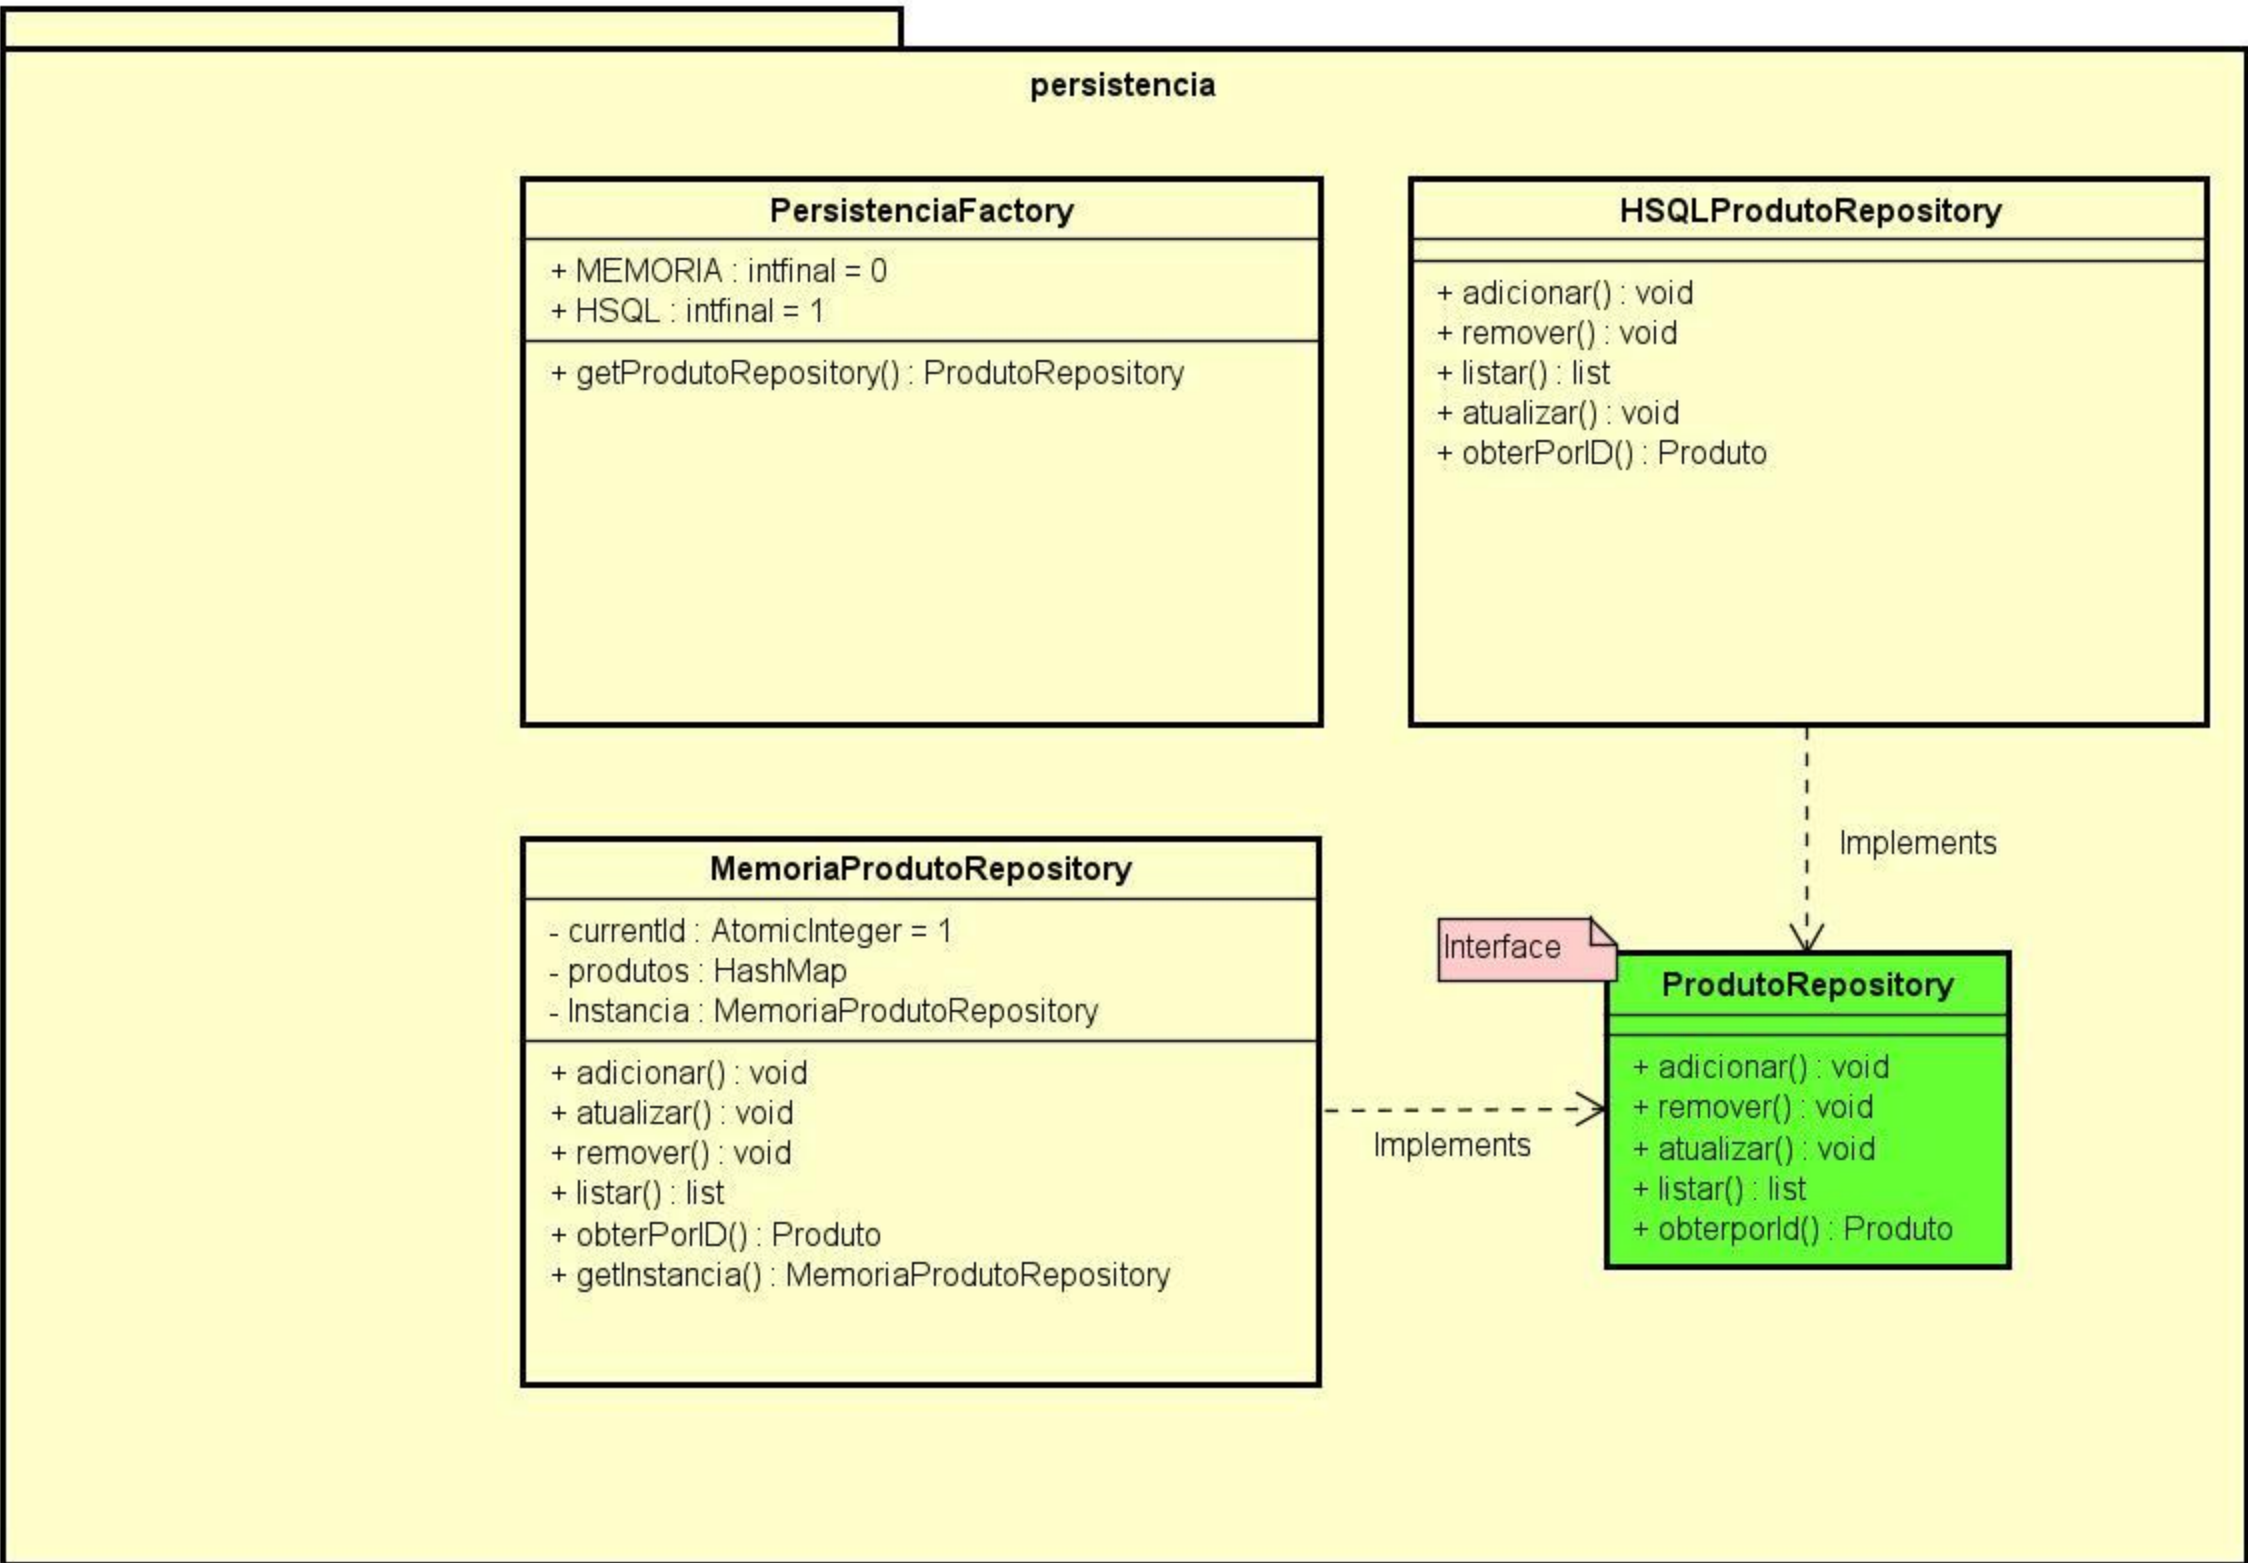 persistencia
PersistenciaFactory
+ MEMORIA : intfinal = 0
+ HSQL : intfinal = 1
+ getProdutoRepository() : ProdutoRepository
HSQLProdutoRepository
+ adicionar() : void
+ remover() : void
+ listar() : list
+ atualizar() : void
+ obterPorID() : Produto
Implements
MemoriaProdutoRepository
- currentId : AtomicInteger = 1
- produtos : HashMap
- Instancia : MemoriaProdutoRepository
+ adicionar() : void
+ atualizar() : void
+ remover() : void
+ listar() : list
+ obterPorID() : Produto
+ getInstancia() : MemoriaProdutoRepository
Implements
Interface
ProdutoRepository
+ adicionar() : void
+ remover() : void
+ atualizar() : void
+ listar() : list
+ obterporId() : Produto